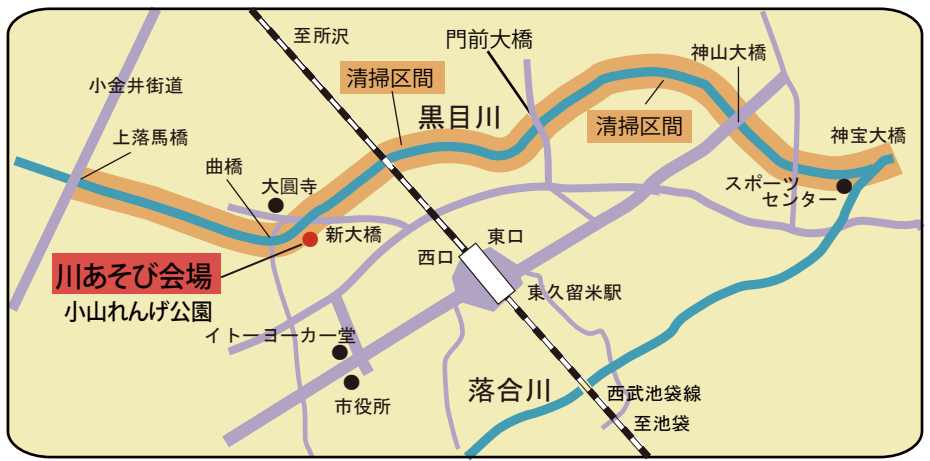 至所沢
門前大橋
神山大橋
清掃区間
小金井街道
黒目川
清掃区間
上落馬橋
神宝大橋
曲橋
大圓寺
スポーツ
センター
新大橋
東口
西口
川あそび会場
小山れんげ公園
東久留米駅
イトーヨーカー堂
落合川
西武池袋線
市役所
至池袋